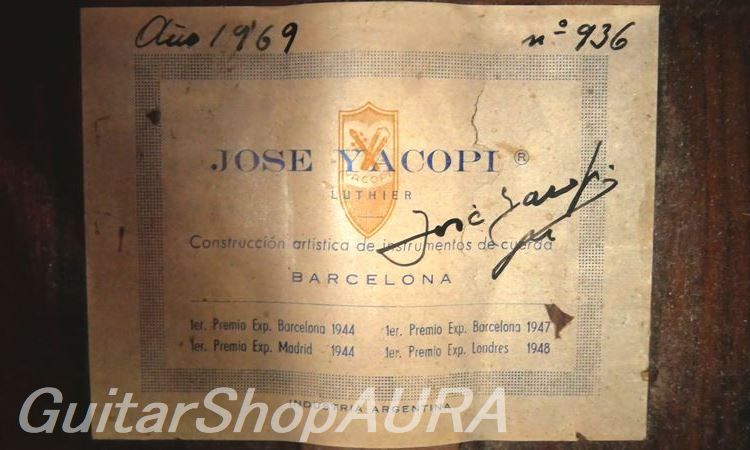 Año 1969 nº 936
JOSE YACOPI ®
YACOPI
LUTHIER
José Yacopi
Construcción artistica de instrumentos de cuerda
BARCELONA
1er. Premio Exp. Barcelona 1944 1er. Premio Exp. Barcelona 1947
1er. Premio Exp. Madrid 1944 1er. Premio Exp. Londres 1948
INDUSTRIA ARGENTINA
GuitarShopAURA